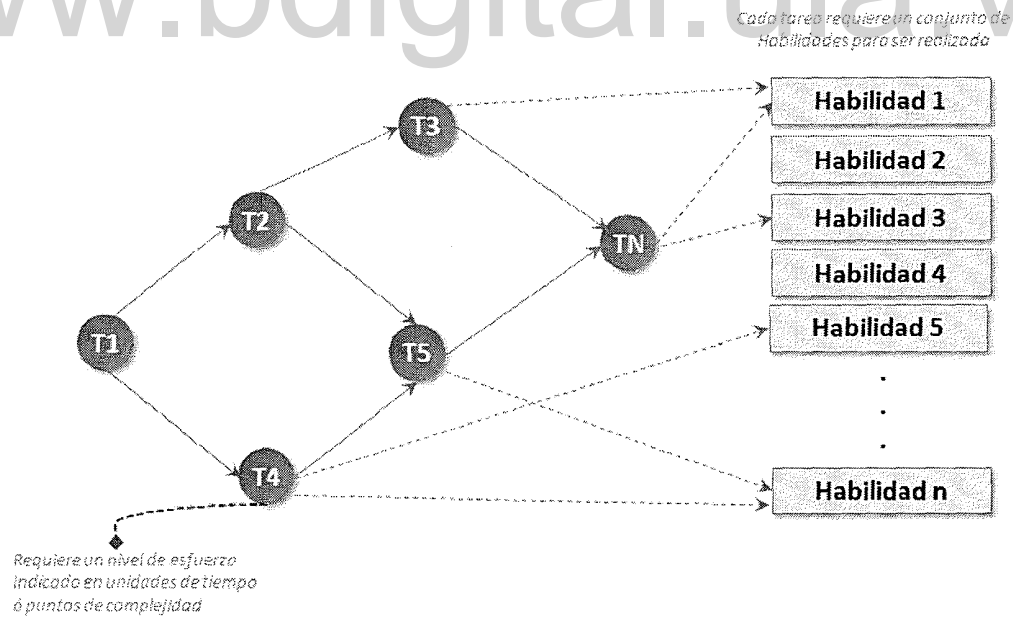 www.bdigital.ula.v
Cada tarea requiere un conjunto de
Habilidades para ser realizada
Habilidad 1
T3
Habilidad 2
T2
Habilidad 3
TN
Habilidad 4
Habilidad 5
T1
T5
T4
Habilidad n
Requiere un nivel de esfuerzo
Indicado en unidades de tiempo
ó puntos de complejidad